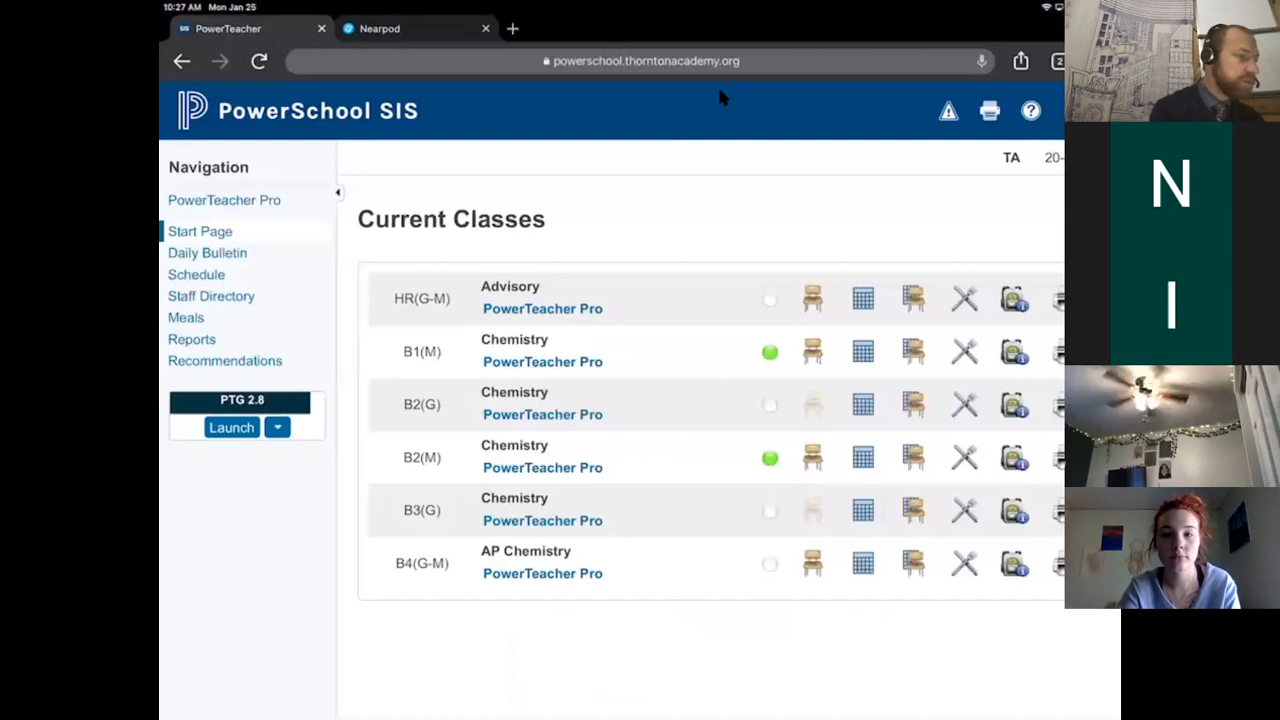 10:27 AM Mon Jan 25
SIS PowerTeacher
Nearpod
powerschool.thorntonacademy.org
2
PowerSchool SIS
Navigation
TA 20-
PowerTeacher Pro
Current Classes
Start Page
Daily Bulletin
Schedule
Staff Directory
Meals
Reports
Recommendations
PTG 2.8
Launch
HR(G-M) Advisory
PowerTeacher Pro
B1(M) Chemistry
PowerTeacher Pro
B2(G) Chemistry
PowerTeacher Pro
B2(M) Chemistry
PowerTeacher Pro
B3(G) Chemistry
PowerTeacher Pro
B4(G-M) AP Chemistry
PowerTeacher Pro
N
I